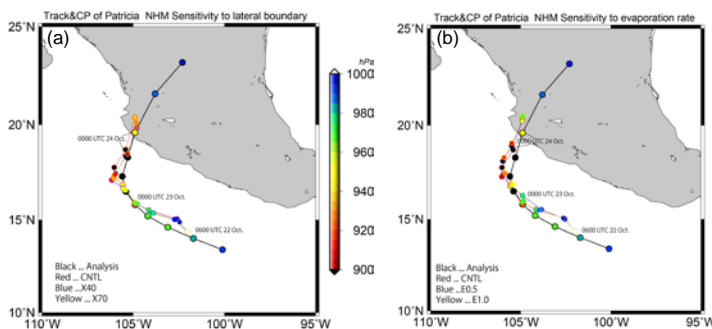 Track&CP of Patricia NHM Sensitivity to lateral boundary
(a)
hPa
1000
980
960
940
920
900
20°N
15°N
10°N
110°W
105°W
100°W
95°W
0000 UTC 24 Oct.
0000 UTC 23 Oct.
0600 UTC 22 Oct.
Black ... Analysis
Red ... CNTL
Blue ...X40
Yellow ... X70
Track&CP of Patricia NHM Sensitivity to evaporation rate
(b)
20°N
15°N
10°N
110°W
105°W
100°W
95°W
0000 UTC 24 Oct.
0000 UTC 23 Oct.
0600 UTC 22 Oct.
Black ... Analysis
Red ... CNTL
Blue ...E0.5
Yellow ... E1.0